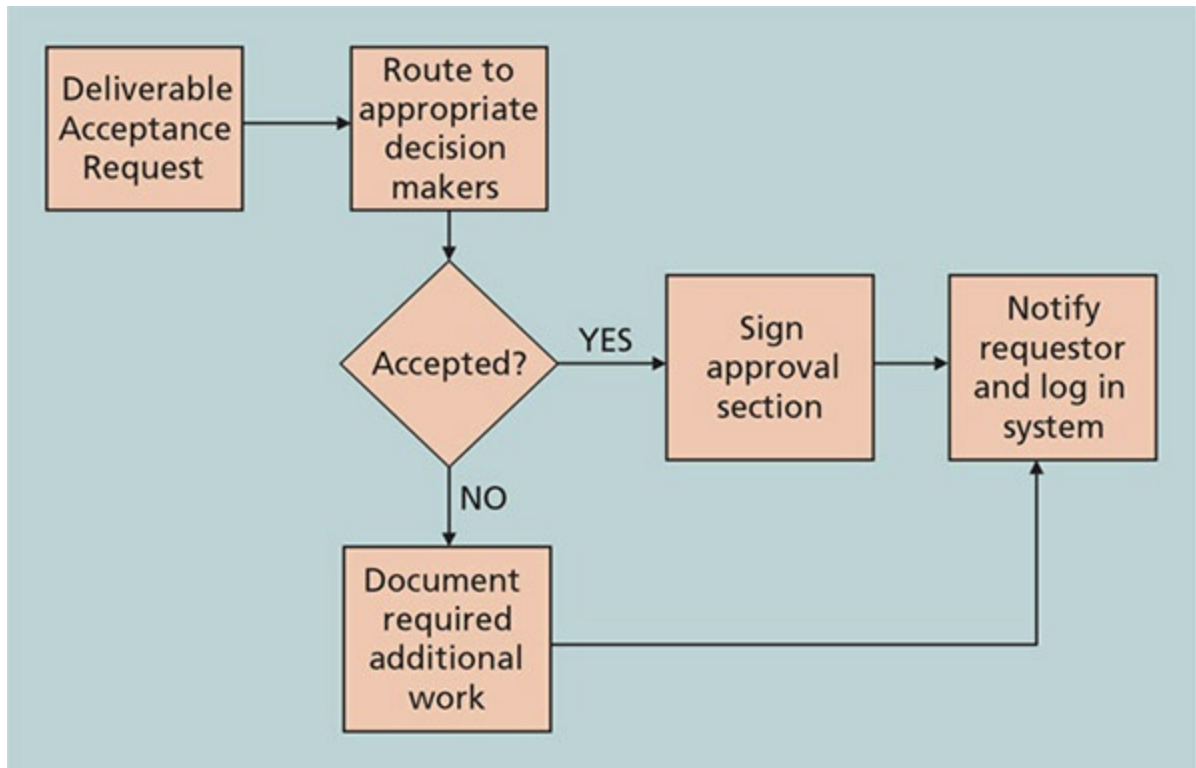 Deliverable
Acceptance
Request
Route to
appropriate
decision
makers
Accepted?
YES
Sign
approval
section
Notify
requestor
and log in
system
NO
Document
required
additional
work